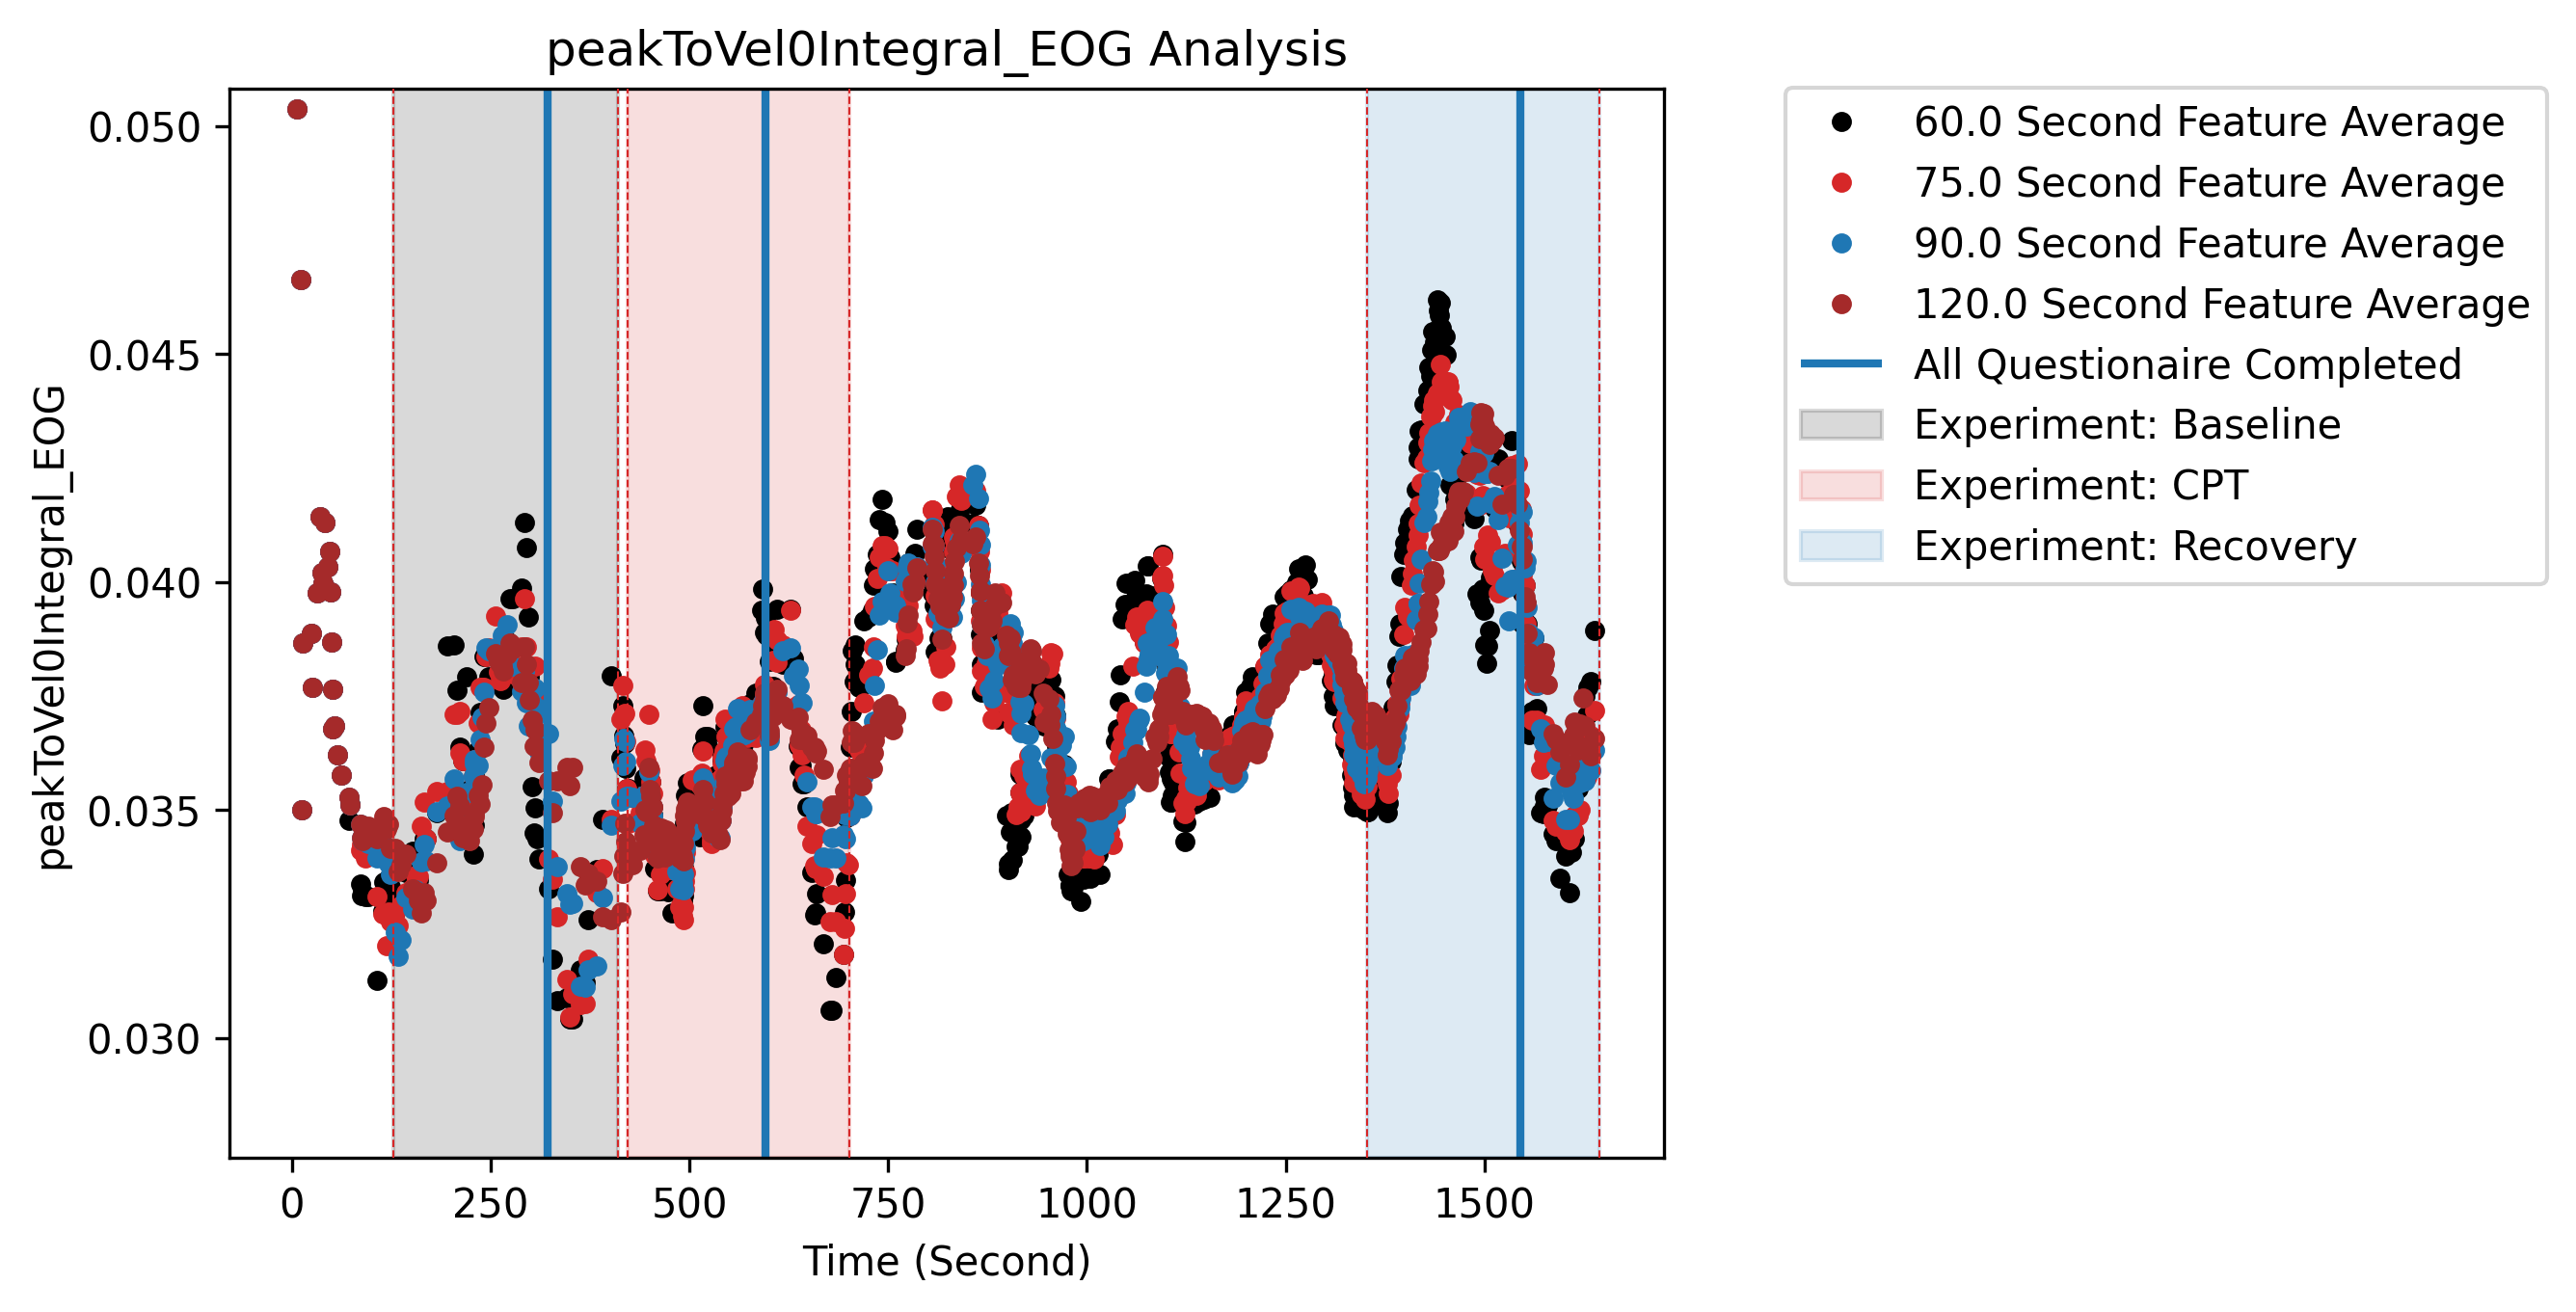 peakToVel0Integral_EOG Analysis
peakToVel0Integral_EOG
0.050
0.045
0.040
0.035
0.030
0
250
500
750
1000
1250
1500
Time (Second)
60.0 Second Feature Average
75.0 Second Feature Average
90.0 Second Feature Average
120.0 Second Feature Average
All Questionaire Completed
Experiment: Baseline
Experiment: CPT
Experiment: Recovery